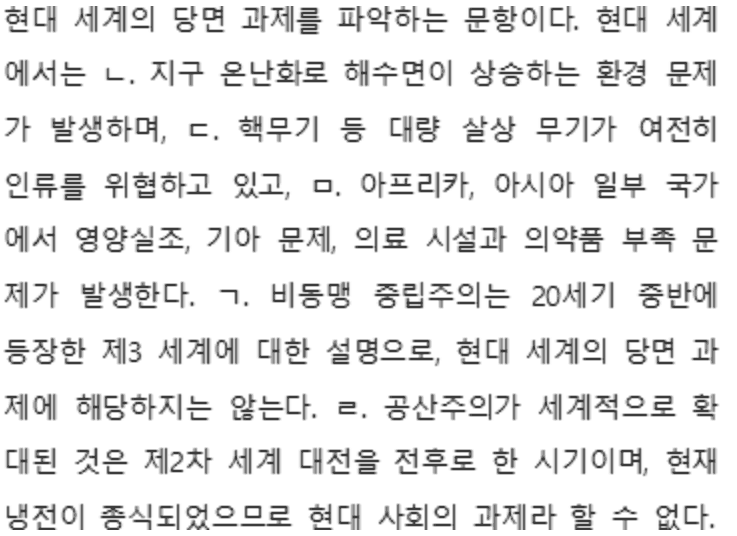 현대 세계의 당면 과제를 파악하는 문항이다. 현대 세계
에서는 ㄴ. 지구 온난화로 해수면이 상승하는 환경 문제
가 발생하며, ㄷ. 핵무기 등 대량 살상 무기가 여전히
인류를 위협하고 있고, ㅁ. 아프리카, 아시아 일부 국가
에서 영양실조, 기아 문제, 의료 시설과 의약품 부족 문
제가 발생한다. ㄱ. 비동맹 중립주의는 20세기 중반에
등장한 제3 세계에 대한 설명으로, 현대 세계의 당면 과
제에 해당하지는 않는다. ㄹ. 공산주의가 세계적으로 확
대된 것은 제2차 세계 대전을 전후로 한 시기이며, 현재
냉전이 종식되었으므로 현대 사회의 과제라 할 수 없다.